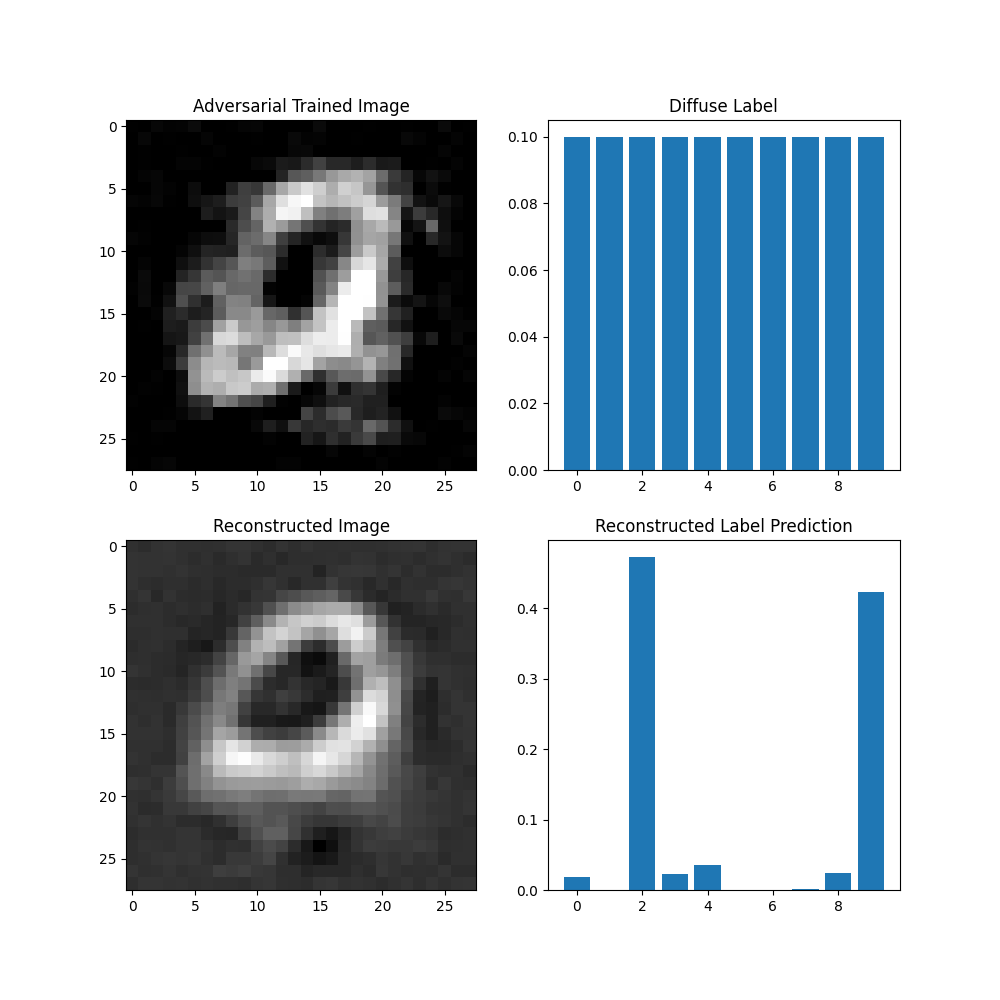 Adversarial Trained Image
0
5
10
15
20
25
0 5 10 15 20 25
Diffuse Label
0.10
0.08
0.06
0.04
0.02
0.00
0 2 4 6 8
Reconstructed Image
0
5
10
15
20
25
0 5 10 15 20 25
Reconstructed Label Prediction
0.4
0.3
0.2
0.1
0.0
0 2 4 6 8